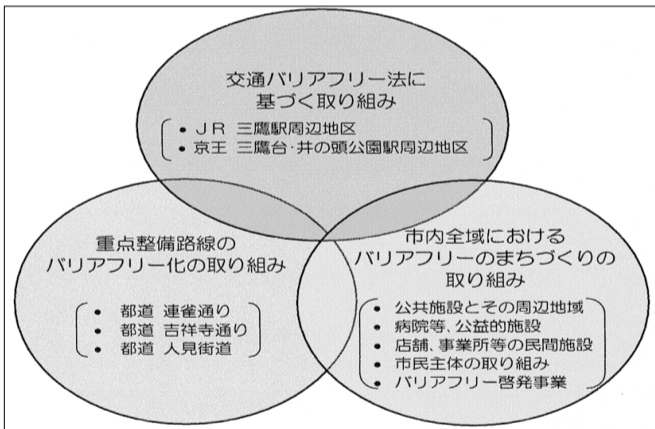 交通バリアフリー法に
基づく取り組み
• JR 三鷹駅周辺地区
• 京王 三鷹台・井の頭公園駅周辺地区
重点整備路線の
バリアフリー化の取り組み
• 都道 連雀通り
• 都道 吉祥寺通り
• 都道 人見街道
市内全域における
バリアフリーのまちづくりの
取り組み
• 公共施設とその周辺地域
• 病院等、公益的施設
• 店舗、事業所等の民間施設
• 市民主体の取り組み
• バリアフリー啓発事業